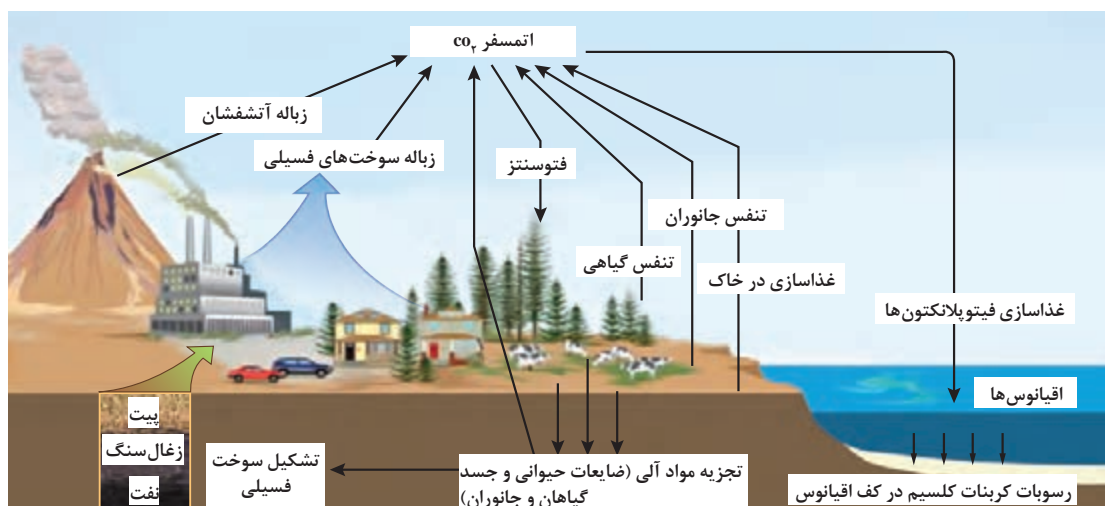 اتمسفر co₂
زباله آتشفشان
زباله سوخت‌های فسیلی
فتوسنتز
تنفس جانوران
تنفس گیاهی
غذاسازی در خاک
غذاسازی فیتوپلانکتون‌ها
اقیانوس‌ها
پیت
زغال‌سنگ
نفت
تشکیل سوخت
فسیلی
تجزیه مواد آلی (ضایعات حیوانی و جسد
گیاهان و جانوران)
رسوبات کربنات کلسیم در کف اقیانوس